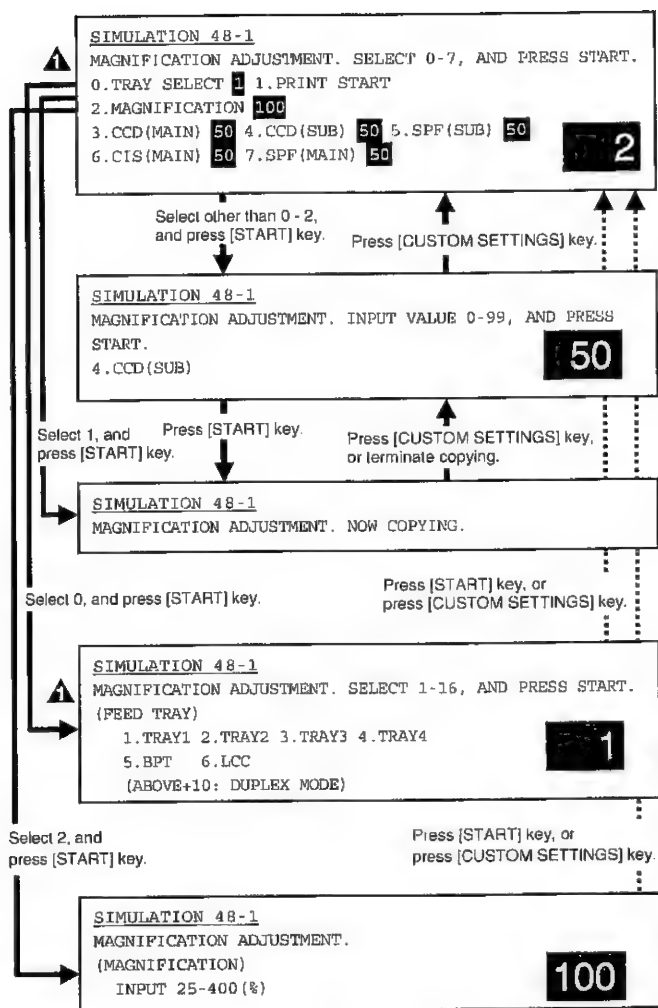 SIMULATION 48-1
1
MAGNIFICATION ADJUSTMENT. SELECT 0-7, AND PRESS START.
0.TRAY SELECT 1 1.PRINT START
2.MAGNIFICATION 100
3.CCD(MAIN) 50 4.CCD(SUB) 50 5.SPF(SUB) 50
6.CIS(MAIN) 50 7.SPF(MAIN) 50
2
Select other than 0 - 2,
and press [START] key.
Press [CUSTOM SETTINGS] key.
SIMULATION 48-1
MAGNIFICATION ADJUSTMENT. INPUT VALUE 0-99, AND PRESS
START.
4.CCD(SUB)
50
Select 1, and
press [START] key.
Press [START] key.
Press [CUSTOM SETTINGS] key,
or terminate copying.
SIMULATION 48-1
MAGNIFICATION ADJUSTMENT. NOW COPYING.
Select 0, and press [START] key.
Press [START] key, or
press [CUSTOM SETTINGS] key.
SIMULATION 48-1
1
MAGNIFICATION ADJUSTMENT. SELECT 1-16, AND PRESS START.
(FEED TRAY)
1.TRAY1 2.TRAY2 3.TRAY3 4.TRAY4
5.BPT 6.LCC
(ABOVE+10: DUPLEX MODE)
1
Select 2, and
press [START] key.
Press [START] key, or
press [CUSTOM SETTINGS] key.
SIMULATION 48-1
MAGNIFICATION ADJUSTMENT.
(MAGNIFICATION)
INPUT 25-400(%)
100